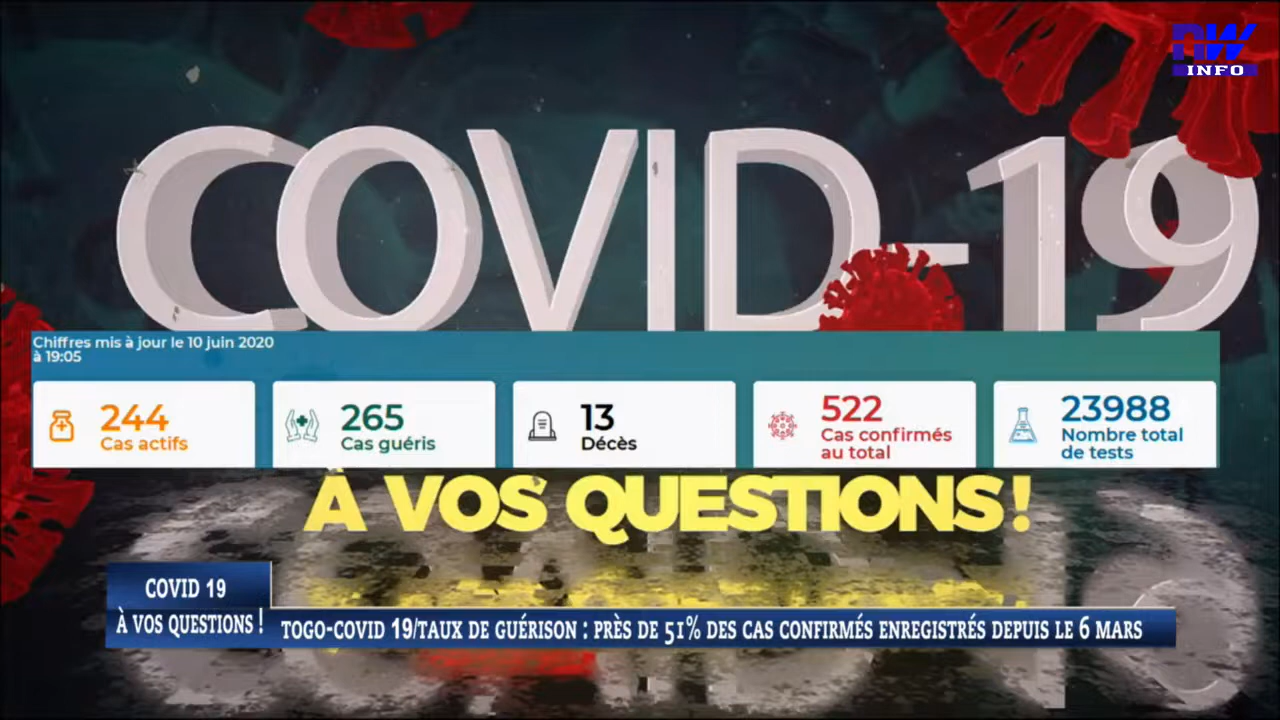 NW
INFO
COVID-19
Chiffres mis à jour le 10 juin 2020
à 19:05
244
Cas actifs
265
Cas guéris
13
Décès
522
Cas confirmés
au total
23988
Nombre total
de tests
À VOS QUESTIONS!
COVID 19
À VOS QUESTIONS !
TOGO-COVID 19/TAUX DE GUÉRISON : PRÈS DE 51% DES CAS CONFIRMÉS ENREGISTRÉS DEPUIS LE 6 MARS